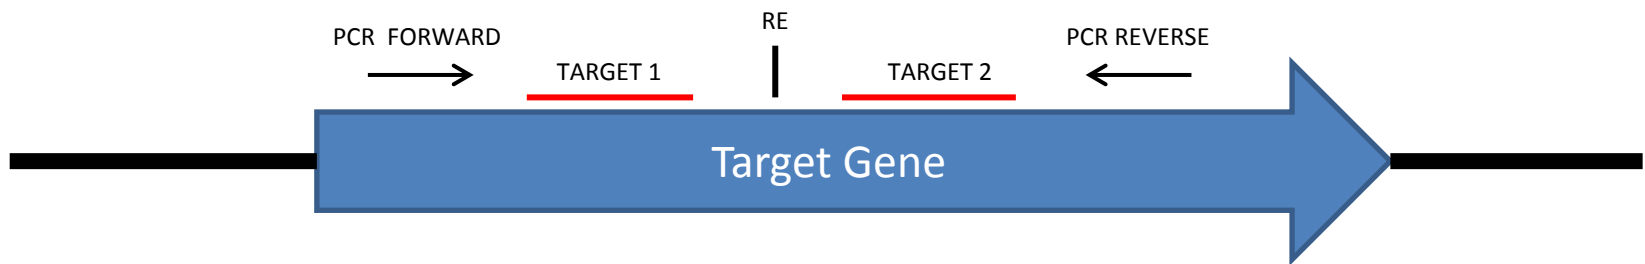 RE
PCR FORWARD
PCR REVERSE
TARGET 1
TARGET 2
Target Gene